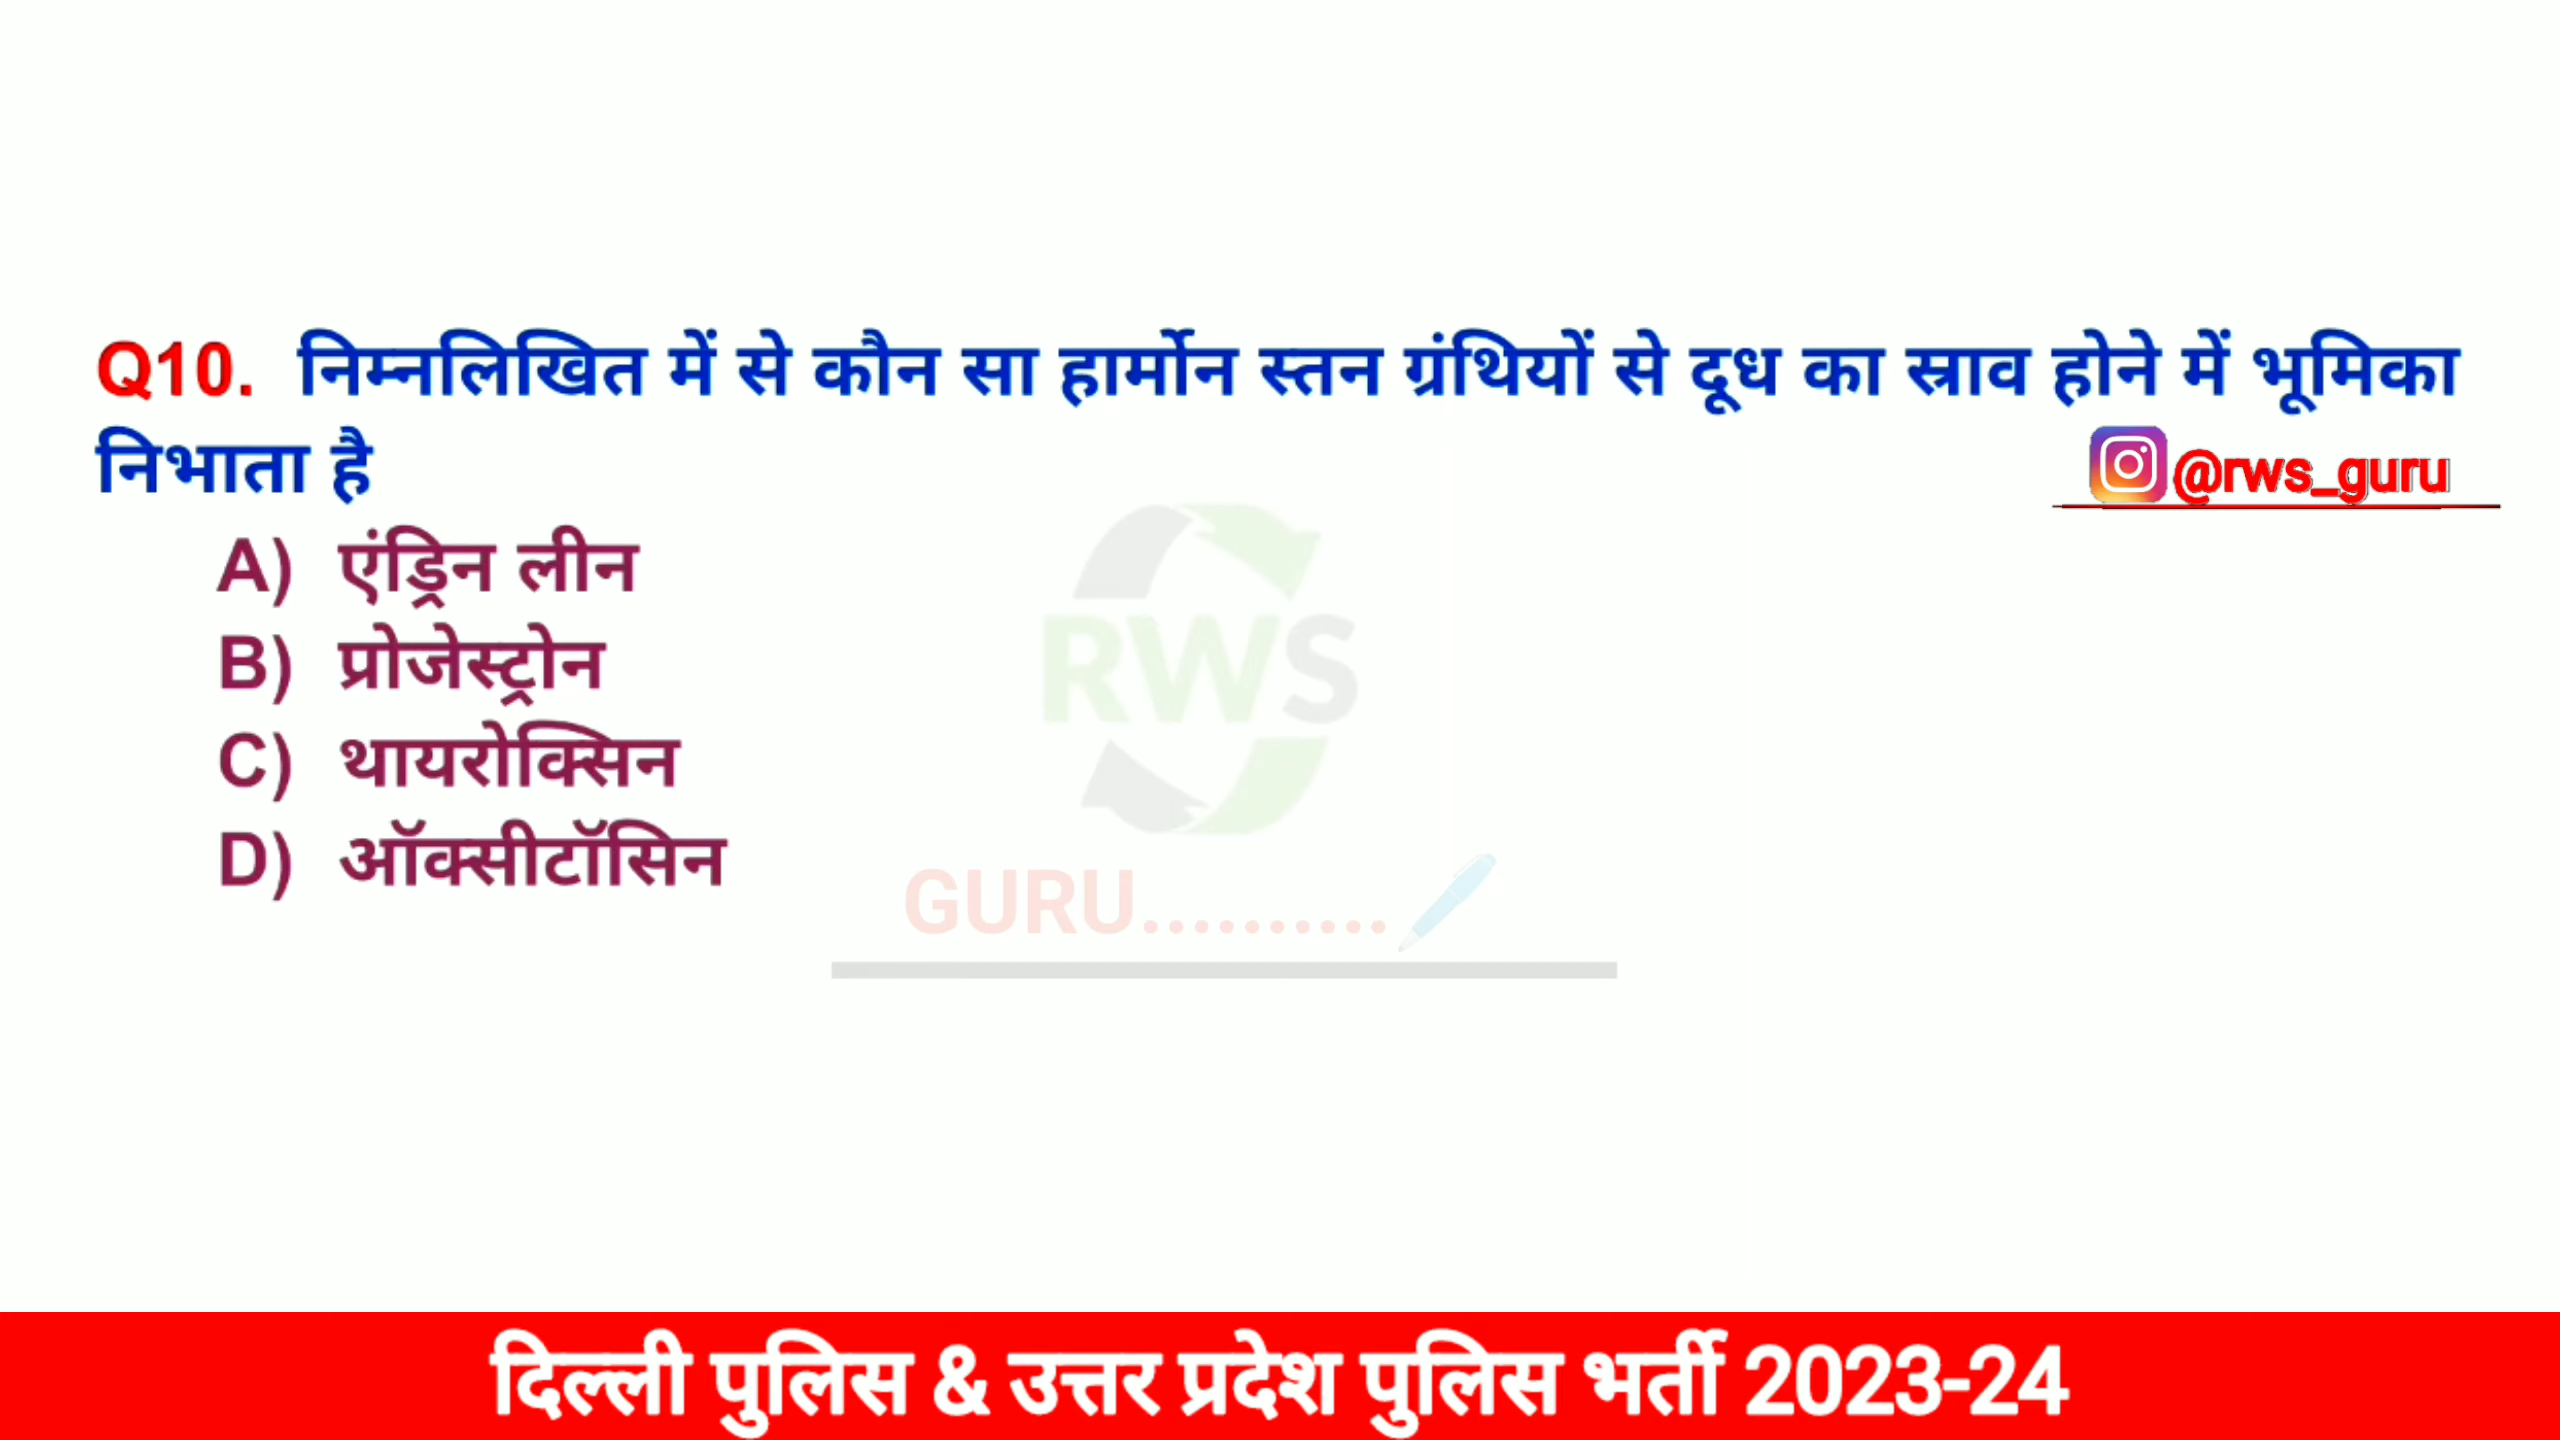 Q10. निम्नलिखित में से कौन सा हार्मोन स्तन ग्रंथियों से दूध का स्राव होने में भूमिका
निभाता है
@rws_guru
A) एंड्रिन लीन
B) प्रोजेस्ट्रोन
C) थायरोक्सिन
D) ऑक्सीटॉसिन
RWS
GURU..........
दिल्ली पुलिस & उत्तर प्रदेश पुलिस भर्ती 2023-24